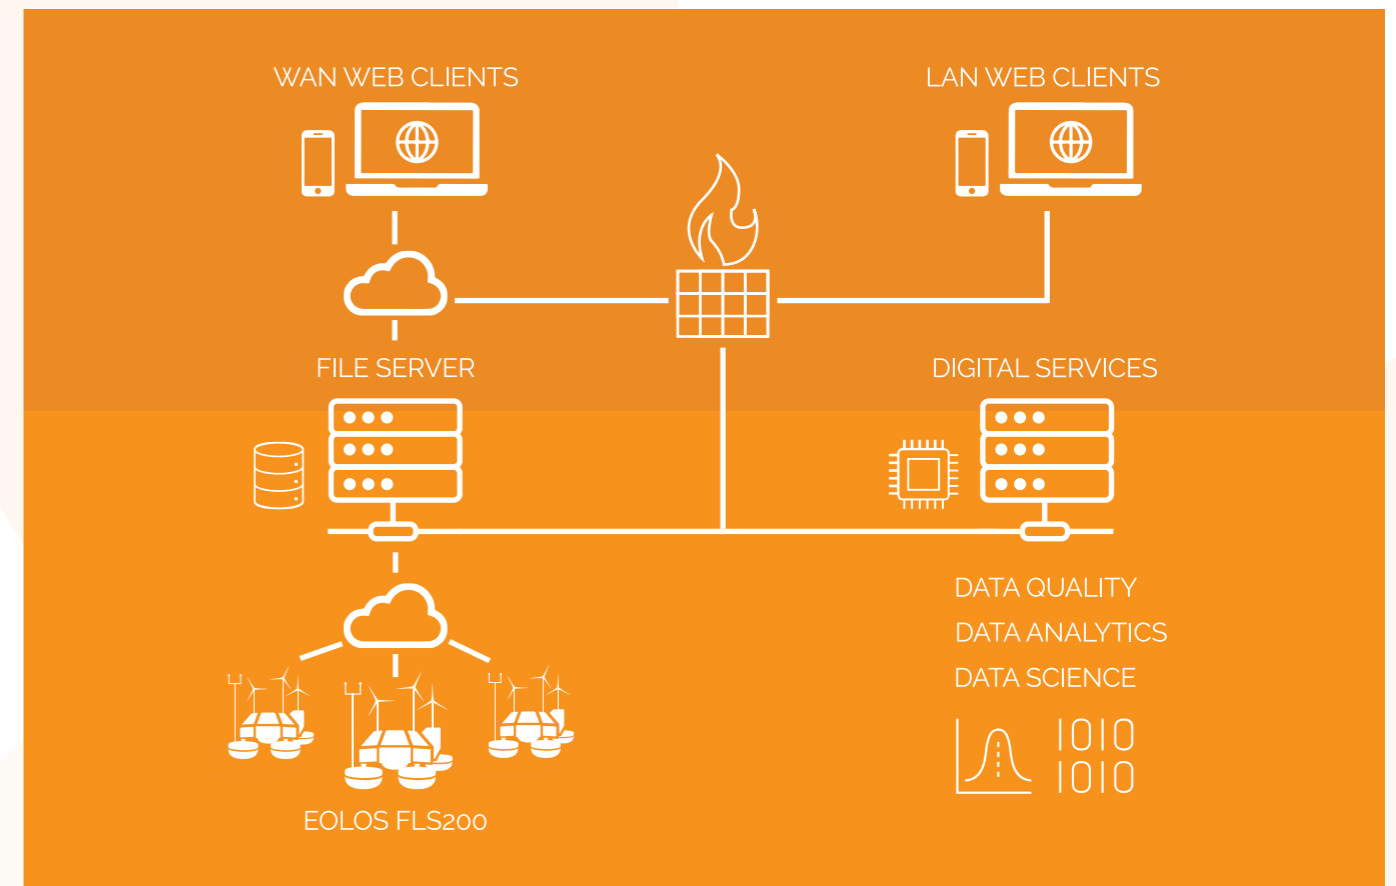 WAN WEB CLIENTS
LAN WEB CLIENTS
FILE SERVER
DIGITAL SERVICES
DATA QUALITY
DATA ANALYTICS
DATA SCIENCE
1010
1010
EOLOS FLS200